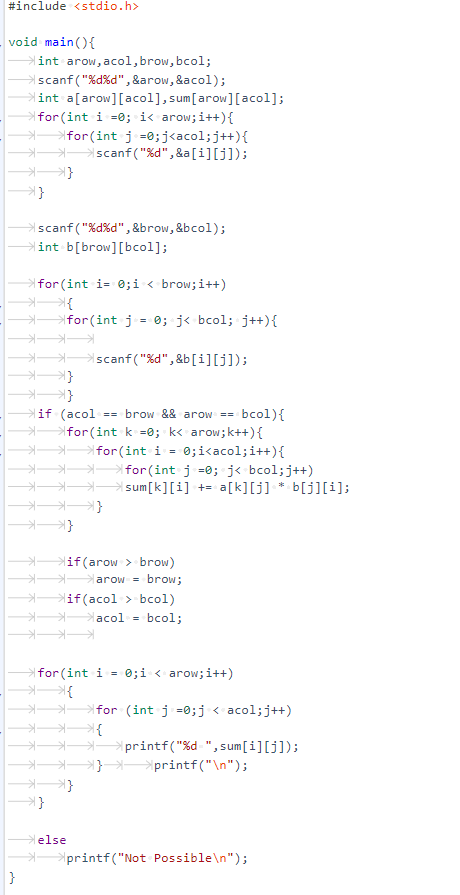 #include <stdio.h>
void main(){
int arow,acol,brow,bcol;
scanf("%d%d",&arow,&acol);
int a[arow][acol],sum[arow][acol];
for(int i =0; i< arow;i++){
for(int j =0;j<acol;j++){
scanf("%d",&a[i][j]);
}
}
scanf("%d%d",&brow,&bcol);
int b[brow][bcol];
for(int i= 0;i < brow;i++)
{
for(int j = 0; j< bcol; j++){
scanf("%d",&b[i][j]);
}
}
if (acol == brow && arow == bcol){
for(int k =0; k< arow;k++){
for(int i = 0;i<acol;i++){
for(int j =0; j< bcol;j++)
sum[k][i] += a[k][j] * b[j][i];
}
}
if(arow > brow)
arow = brow;
if(acol > bcol)
acol = bcol;
for(int i = 0;i < arow;i++)
{
for (int j =0;j < acol;j++)
{
printf("%d ",sum[i][j]);
} printf("\n");
}
}
else
printf("Not Possible\n");
}